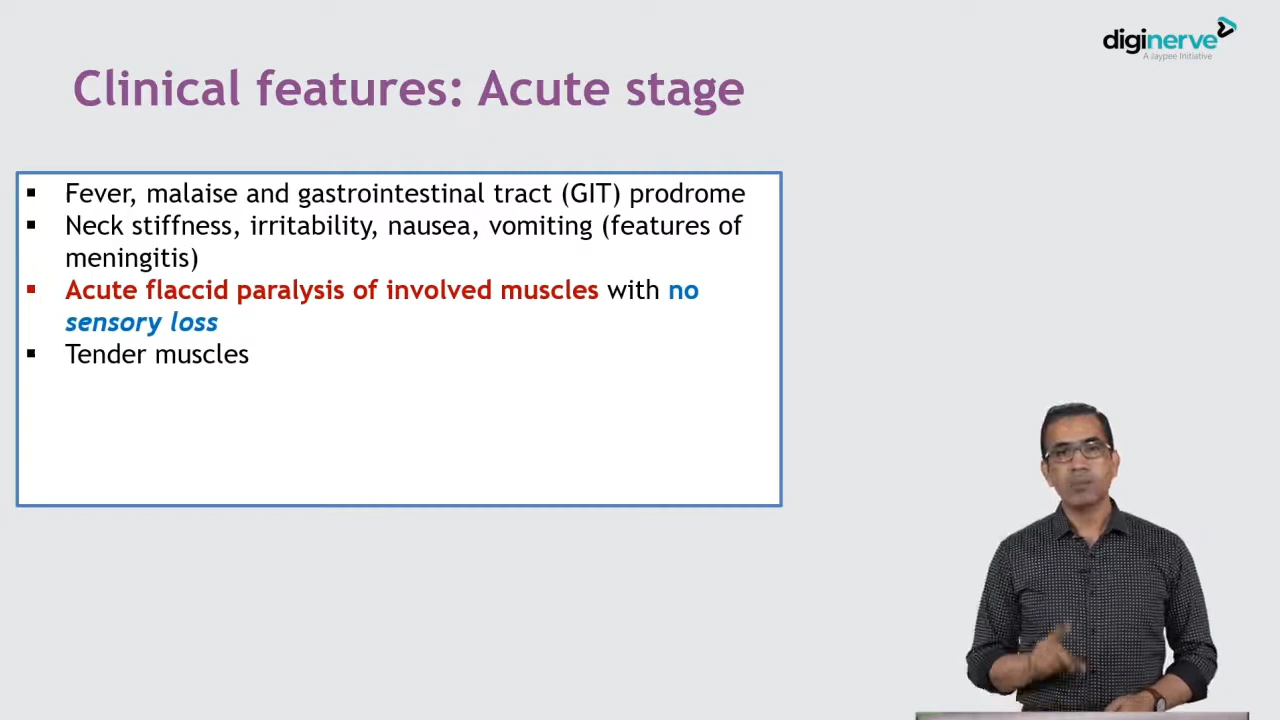 diginerve
A Jaypee Initiative
Clinical features: Acute stage
▪ Fever, malaise and gastrointestinal tract (GIT) prodrome
▪ Neck stiffness, irritability, nausea, vomiting (features of
meningitis)
▪ Acute flaccid paralysis of involved muscles with no
sensory loss
▪ Tender muscles